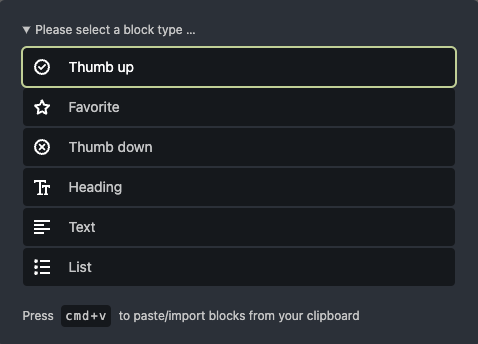 Please select a block type ...
Thumb up
Favorite
Thumb down
Heading
Text
List
Press cmd+v to paste/import blocks from your clipboard